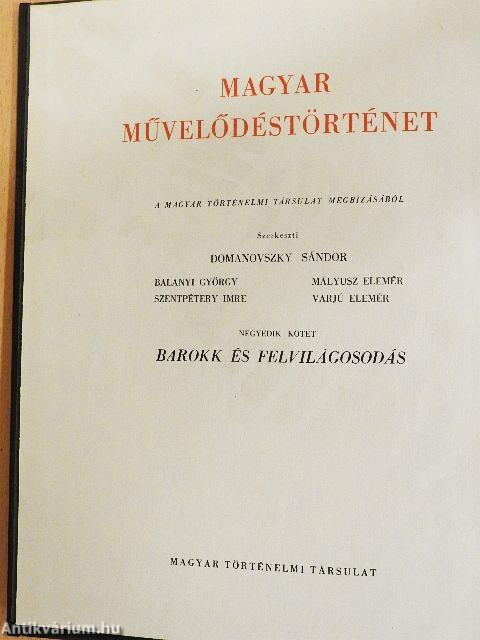 MAGYAR
MŰVELŐDÉSTÖRTÉNET
A MAGYAR TÖRTÉNELMI TÁRSULAT MEGBÍZÁSÁBÓL
Szerkeszti
DOMANOVSZKY SÁNDOR
BALANYI GYÖRGY MÁLYUSZ ELEMÉR
SZENTPÉTERY IMRE VARJÚ ELEMÉR
NEGYEDIK KÖTET
BAROKK ÉS FELVILÁGOSODÁS
MAGYAR TÖRTÉNELMI TÁRSULAT
Antikvárium.hu